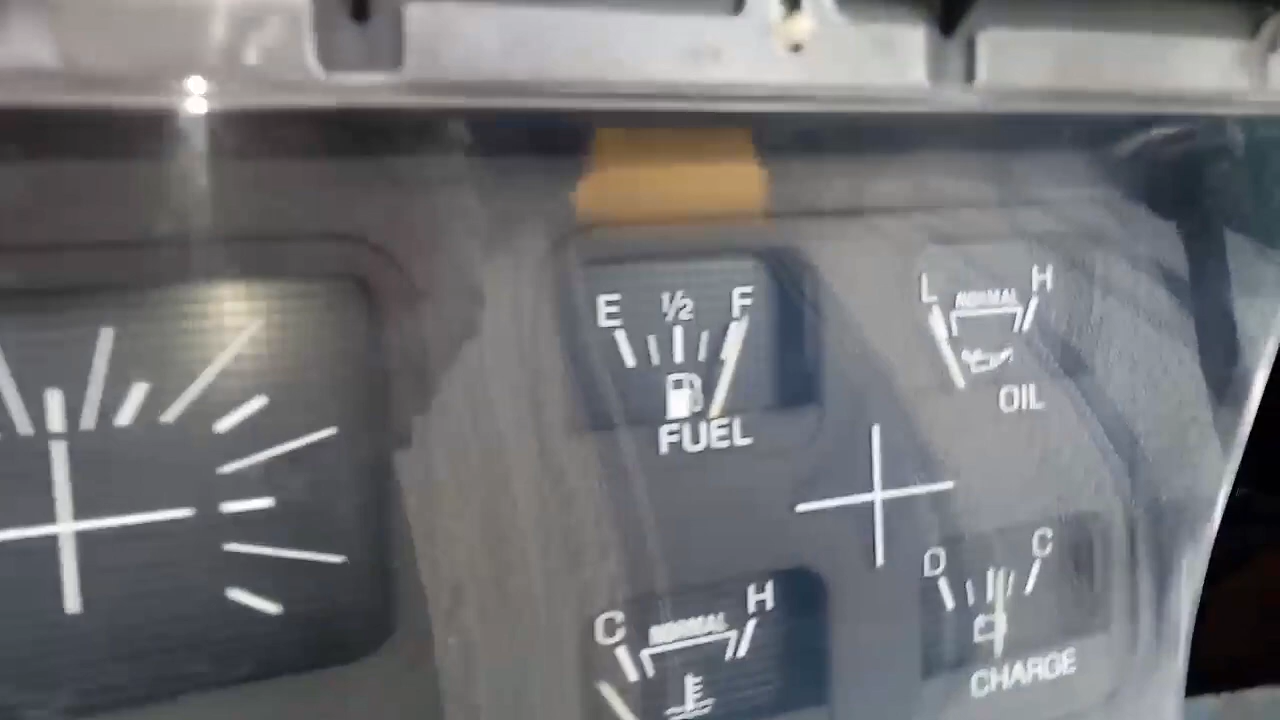 E ½ F
FUEL
L NORMAL H
OIL
C NORMAL H
D C
CHARGE